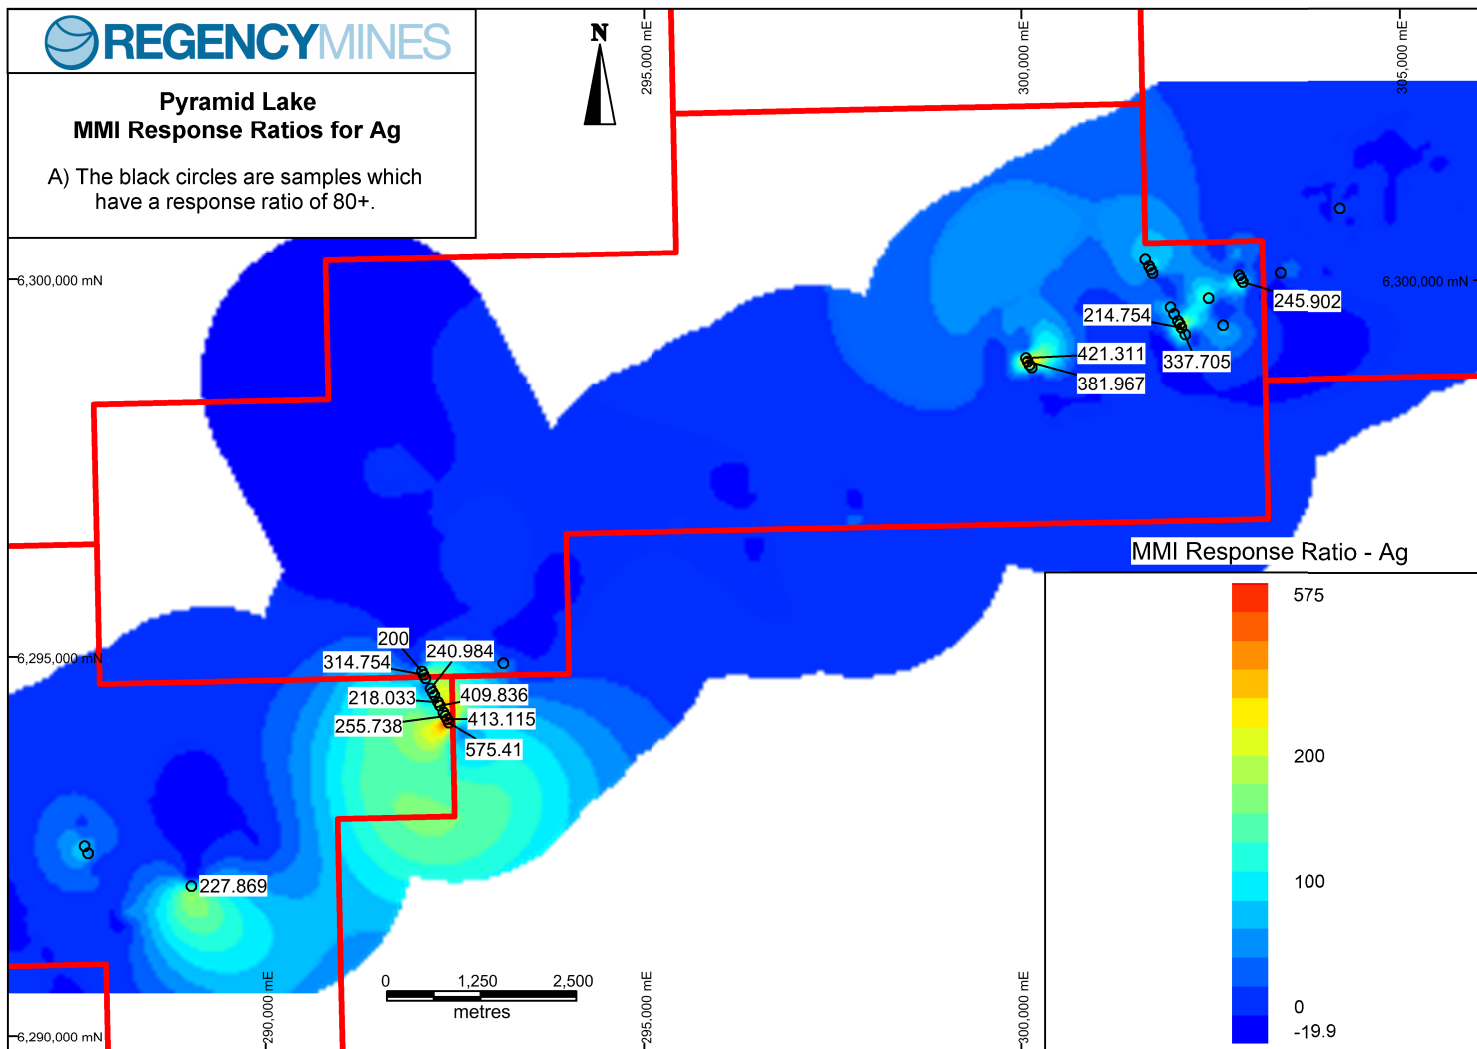 REGENCYMINES
Pyramid Lake
MMI Response Ratios for Ag
A) The black circles are samples which
have a response ratio of 80+.
N
295,000 mE
300,000 mE
305,000 mE
6,300,000 mN
6,300,000 mN
245.902
214.754
337.705
421.311
381.967
MMI Response Ratio - Ag
575
200
100
0
-19.9
6,295,000 mN
200
240.984
314.754
218.033
409.836
255.738
413.115
575.41
227.869
0
1,250
2,500
metres
290,000 mE
295,000 mE
300,000 mE
6,290,000 mN